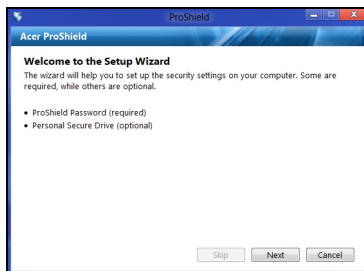 ProShield
Acer ProShield
Welcome to the Setup Wizard
The wizard will help you to set up the security settings on your computer. Some are
required, while others are optional.
• ProShield Password (required)
• Personal Secure Drive (optional)
Skip Next Cancel